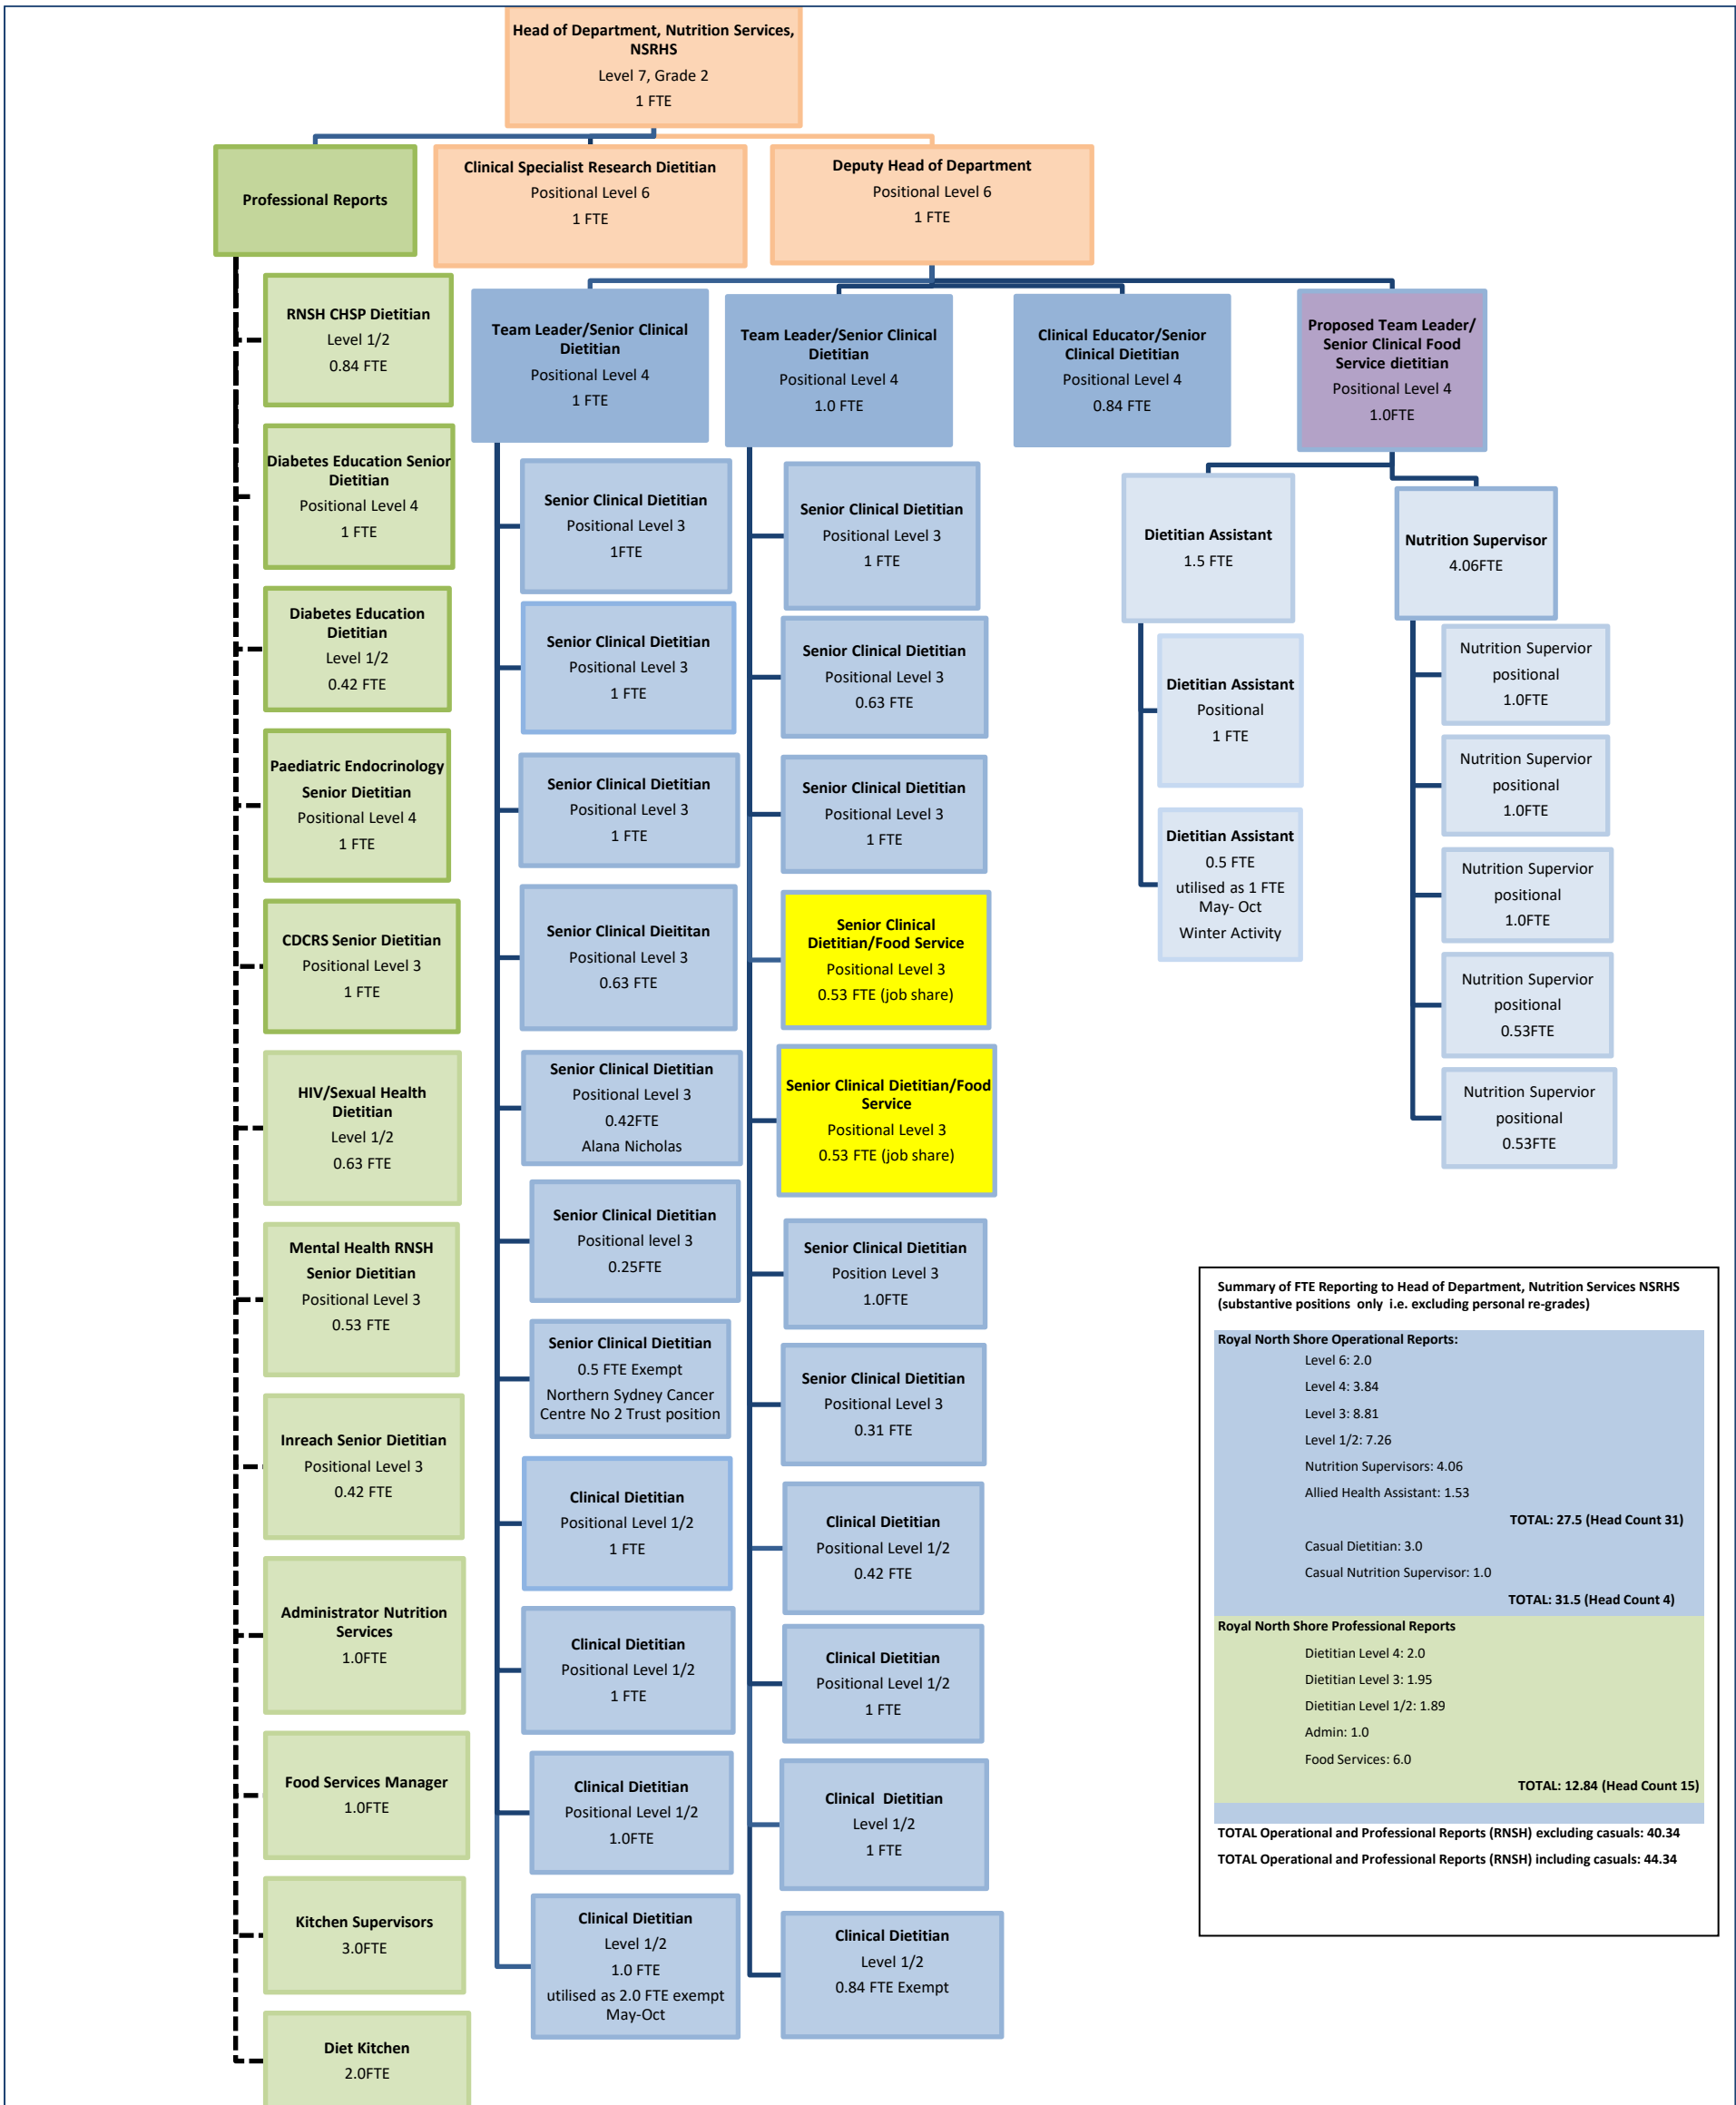 Head of Department, Nutrition Services,
NSRHS
Level 7, Grade 2
1 FTE
Professional Reports
Clinical Specialist Research Dietitian
Positional Level 6
1 FTE
Deputy Head of Department
Positional Level 6
1 FTE
RNSH CHSP Dietitian
Level 1/2
0.84 FTE
Diabetes Education Senior
Dietitian
Positional Level 4
1 FTE
Diabetes Education
Dietitian
Level 1/2
0.42 FTE
Paediatric Endocrinology
Senior Dietitian
Positional Level 4
1 FTE
CDCRS Senior Dietitian
Positional Level 3
1 FTE
HIV/Sexual Health
Dietitian
Level 1/2
0.63 FTE
Mental Health RNSH
Senior Dietitian
Positional Level 3
0.53 FTE
Inreach Senior Dietitian
Positional Level 3
0.42 FTE
Administrator Nutrition
Services
1.0FTE
Food Services Manager
1.0FTE
Kitchen Supervisors
3.0FTE
Diet Kitchen
2.0FTE
Team Leader/Senior Clinical
Dietitian
Positional Level 4
1 FTE
Senior Clinical Dietitian
Positional Level 3
1FTE
Senior Clinical Dietitian
Positional Level 3
1 FTE
Senior Clinical Dietitian
Positional Level 3
1 FTE
Senior Clinical Dieititan
Positional Level 3
0.63 FTE
Senior Clinical Dietitian
Positional Level 3
0.42FTE
Alana Nicholas
Senior Clinical Dietitian
Positional level 3
0.25FTE
Senior Clinical Dietitian
0.5 FTE Exempt
Northern Sydney Cancer
Centre No 2 Trust position
Clinical Dietitian
Positional Level 1/2
1 FTE
Clinical Dietitian
Positional Level 1/2
1 FTE
Clinical Dietitian
Positional Level 1/2
1.0FTE
Clinical Dietitian
Level 1/2
1.0 FTE
utilised as 2.0 FTE exempt
May-Oct
Team Leader/Senior Clinical
Dietitian
Positional Level 4
1.0 FTE
Senior Clinical Dietitian
Positional Level 3
1 FTE
Senior Clinical Dietitian
Positional Level 3
0.63 FTE
Senior Clinical Dietitian
Positional Level 3
1 FTE
Senior Clinical
Dietitian/Food Service
Positional Level 3
0.53 FTE (job share)
Senior Clinical Dietitian/Food
Service
Positional Level 3
0.53 FTE (job share)
Senior Clinical Dietitian
Position Level 3
1.0FTE
Senior Clinical Dietitian
Positional Level 3
0.31 FTE
Clinical Dietitian
Positional Level 1/2
0.42 FTE
Clinical Dietitian
Positional Level 1/2
1 FTE
Clinical  Dietitian
Level 1/2
1 FTE
Clinical Dietitian
Level 1/2
0.84 FTE Exempt
Clinical Educator/Senior
Clinical Dietitian
Positional Level 4
0.84 FTE
Proposed Team Leader/
Senior Clinical Food
Service dietitian
Positional Level 4
1.0FTE
Dietitian Assistant
1.5 FTE
Dietitian Assistant
Positional
1 FTE
Dietitian Assistant
0.5 FTE
utilised as 1 FTE
May- Oct
Winter Activity
Nutrition Supervisor
4.06FTE
Nutrition Supervior
positional
1.0FTE
Nutrition Supervior
positional
1.0FTE
Nutrition Supervior
positional
1.0FTE
Nutrition Supervior
positional
0.53FTE
Nutrition Supervior
positional
0.53FTE
Summary of FTE Reporting to Head of Department, Nutrition Services NSRHS
(substantive positions  only  i.e. excluding personal re-grades)
Royal North Shore Operational Reports:
Level 6: 2.0
Level 4: 3.84
Level 3: 8.81
Level 1/2: 7.26
Nutrition Supervisors: 4.06
Allied Health Assistant: 1.53
TOTAL: 27.5 (Head Count 31)
Casual Dietitian: 3.0
Casual Nutrition Supervisor: 1.0
TOTAL: 31.5 (Head Count 4)
Royal North Shore Professional Reports
Dietitian Level 4: 2.0
Dietitian Level 3: 1.95
Dietitian Level 1/2: 1.89
Admin: 1.0
Food Services: 6.0
TOTAL: 12.84 (Head Count 15)
TOTAL Operational and Professional Reports (RNSH) excluding casuals: 40.34
TOTAL Operational and Professional Reports (RNSH) including casuals: 44.34